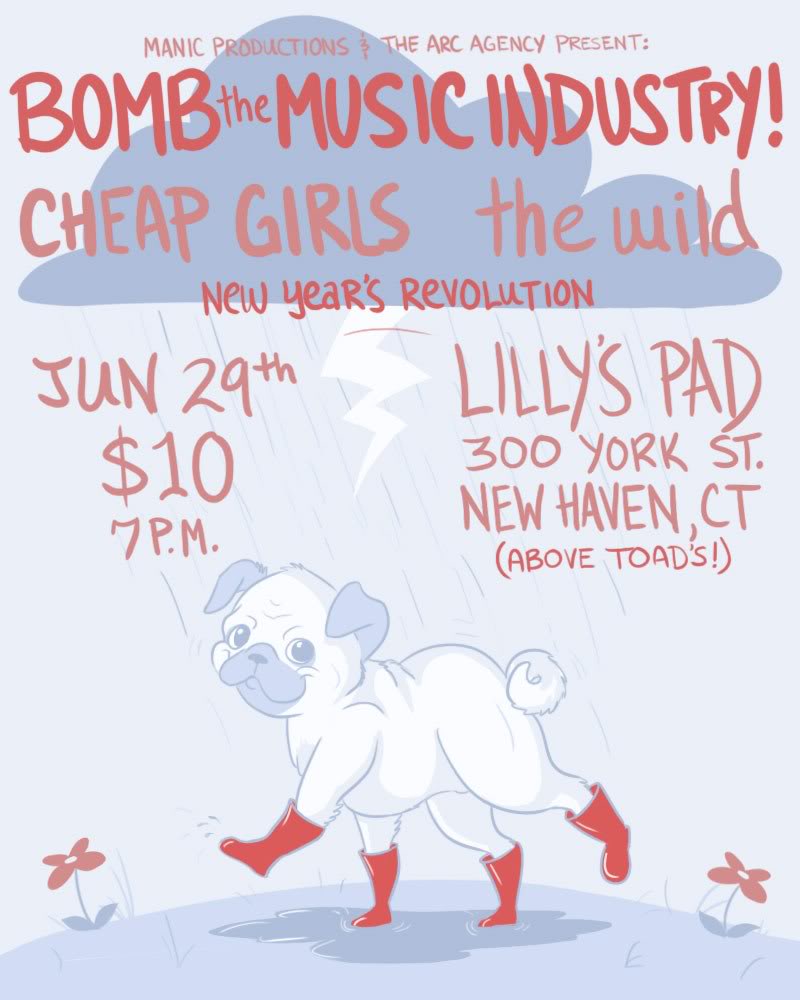 MANIC PRODUCTIONS & THE ARC AGENCY PRESENT:
BOMB the MUSIC INDUSTRY!
CHEAP GIRLS the wild
New Year's Revolution
JUN 29th
$10
7 P.M.
LILLY'S PAD
300 YORK ST.
NEW HAVEN, CT
(ABOVE TOAD'S!)